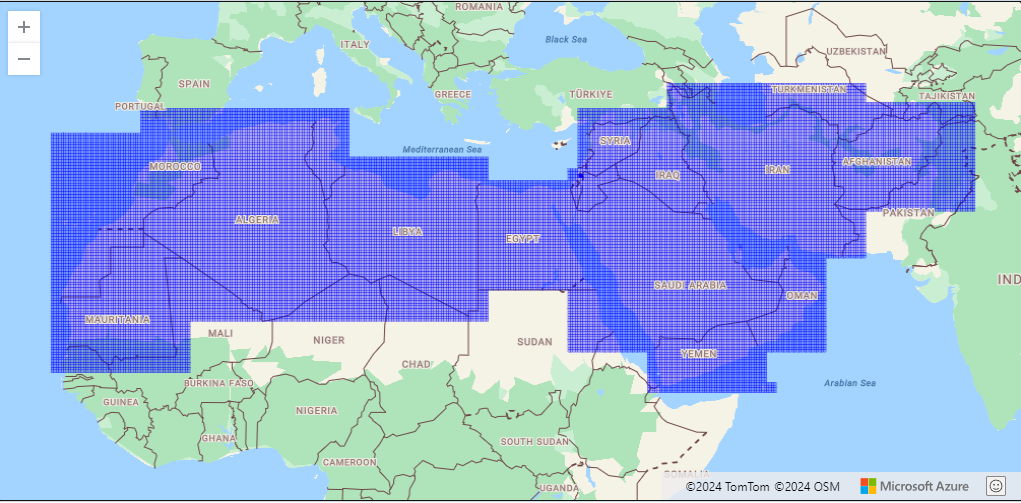 +
−
ROMANIA
Black Sea
UZBEKISTAN
ITALY
SPAIN
GREECE
TÜRKIYE
TURKMENISTAN
TAJIKISTAN
PORTUGAL
SYRIA
Mediterranean Sea
MOROCCO
IRAQ
IRAN
AFGHANISTAN
PAKISTAN
ALGERIA
LIBYA
EGYPT
IND
SAUDI ARABIA
OMAN
MAURITANIA
MALI
NIGER
SUDAN
YEMEN
CHAD
BURKINA FASO
Arabian Sea
GUINEA
NIGERIA
GHANA
SOUTH SUDAN
CAMEROON
SOMALIA
UGANDA
©2024 TomTom ©2024 OSM Microsoft Azure